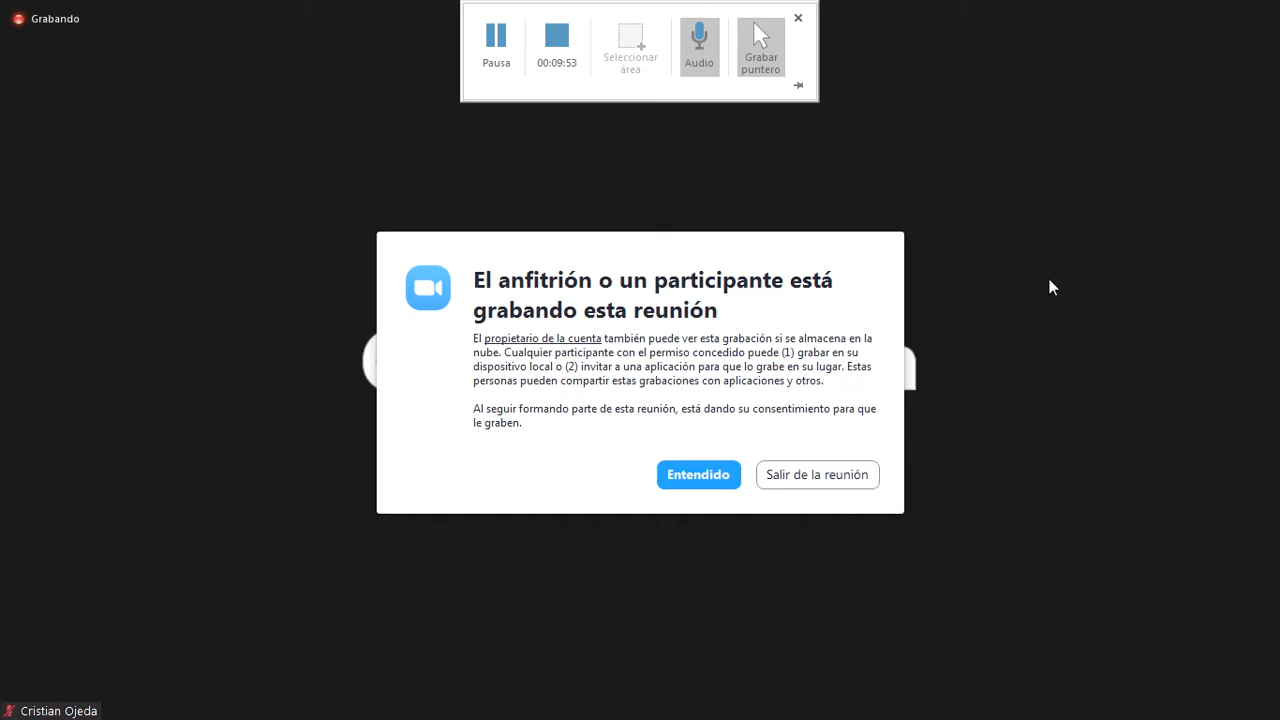 Grabando
Pausa
00:09:53
Seleccionar
área
Audio
Grabar
puntero
El anfitrión o un participante está
grabando esta reunión
El propietario de la cuenta también puede ver esta grabación si se almacena en la
nube. Cualquier participante con el permiso concedido puede (1) grabar en su
dispositivo local o (2) invitar a una aplicación para que lo grabe en su lugar. Estas
personas pueden compartir estas grabaciones con aplicaciones y otros.
Al seguir formando parte de esta reunión, está dando su consentimiento para que
le graben.
Entendido
Salir de la reunión
Cristian Ojeda